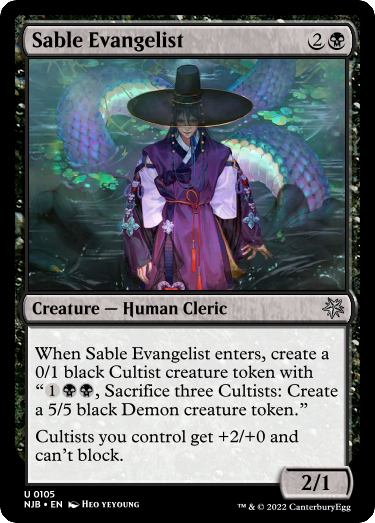 Sable Evangelist 2
Creature — Human Cleric
When Sable Evangelist enters, create a
0/1 black Cultist creature token with
“1, Sacrifice three Cultists: Create
a 5/5 black Demon creature token.”
Cultists you control get +2/+0 and
can’t block.
2/1
U 0105
NJB • EN Heo yeyoung
™ & © 2022 CanterburyEgg